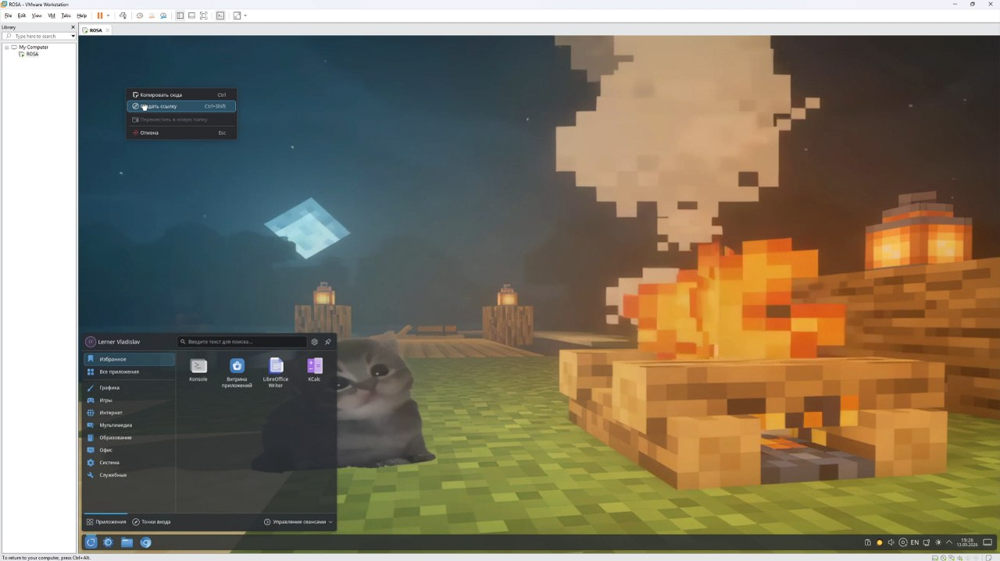 ROSA - VMware Workstation
File Edit View VM Tabs Help
Library
Type here to search
My Computer
ROSA
ROSA
Копировать сюда Ctrl
Ctrl+Shift
Переместить в новую папку
Отмена Esc
LV Lerner Vladislav
Введите текст для поиска...
Избранное
Все приложения
Графика
Игры
Интернет
Мультимедиа
Образование
Офис
Система
Служебные
Konsole
Витрина
приложений
LibreOffice
Writer
KCalc
Приложения Точки входа Управление сеансами
EN
19:26
13.09.2026
To return to your computer, press Ctrl+Alt.